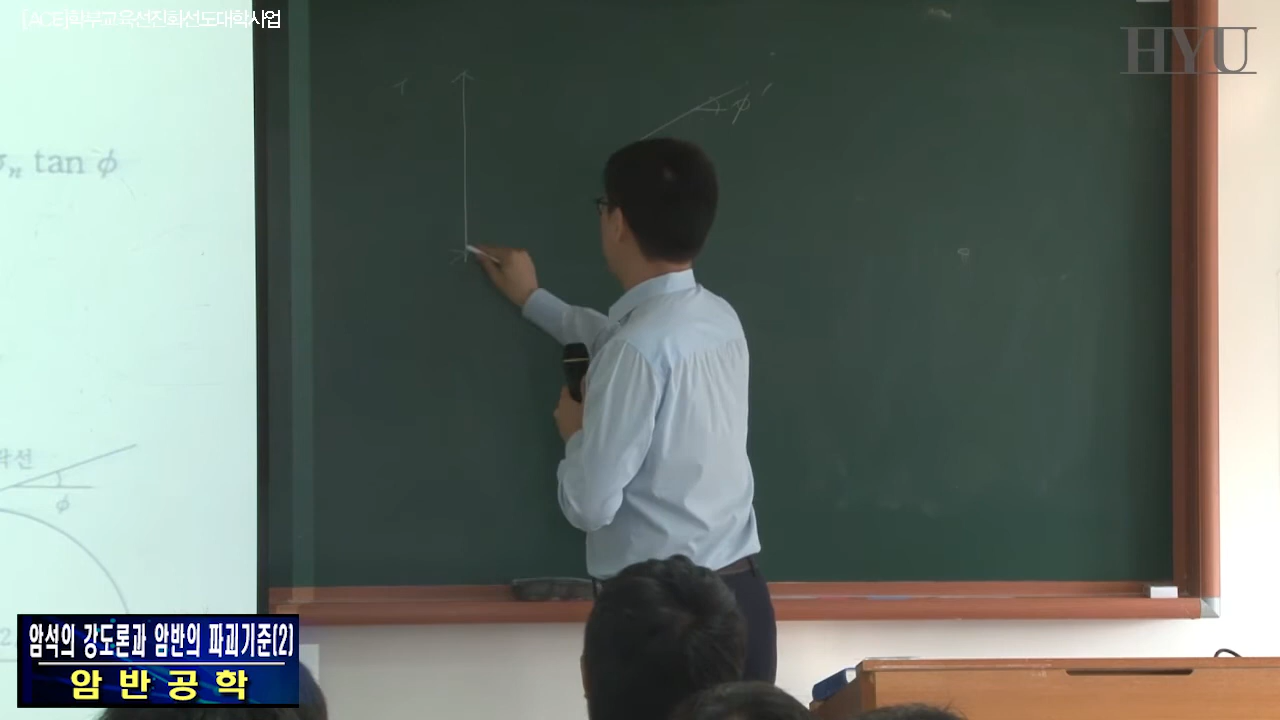 [ACE]학부교육선진화선도대학사업
HYU
tan ϕ
ϕ
τ
ϕ'
암석의 강도론과 암반의 파괴기준(2)
암 반 공 학